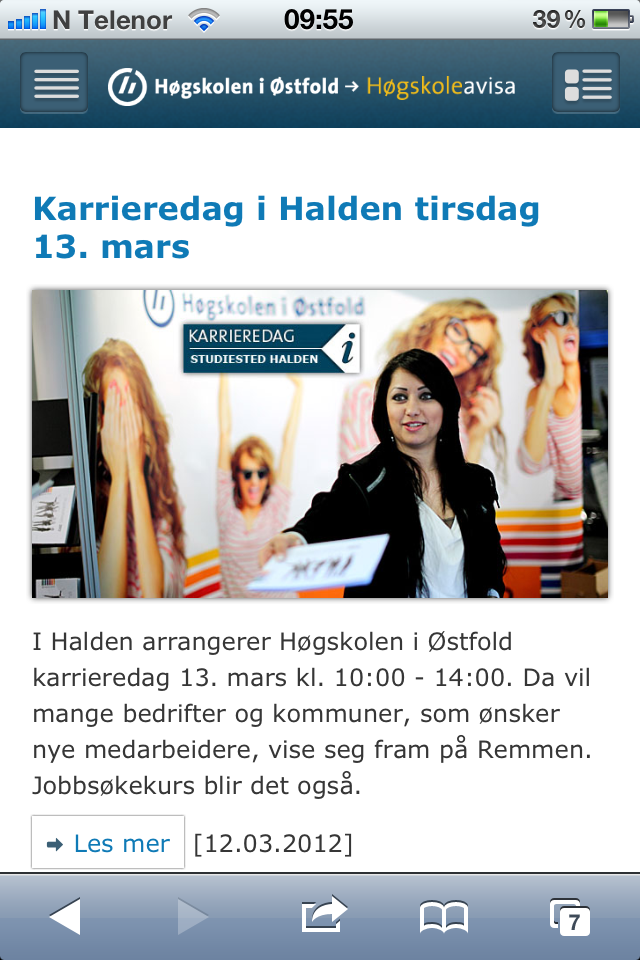 N Telenor 09:55 39 %
Høgskolen i Østfold → Høgskoleavisa
Karrieredag i Halden tirsdag
13. mars
Høgskolen i Østfold
KARRIEREDAG
STUDIESTED HALDEN
i
I Halden arrangerer Høgskolen i Østfold
karrieredag 13. mars kl. 10:00 - 14:00. Da vil
mange bedrifter og kommuner, som ønsker
nye medarbeidere, vise seg fram på Remmen.
Jobbsøkekurs blir det også.
Les mer [12.03.2012]
7